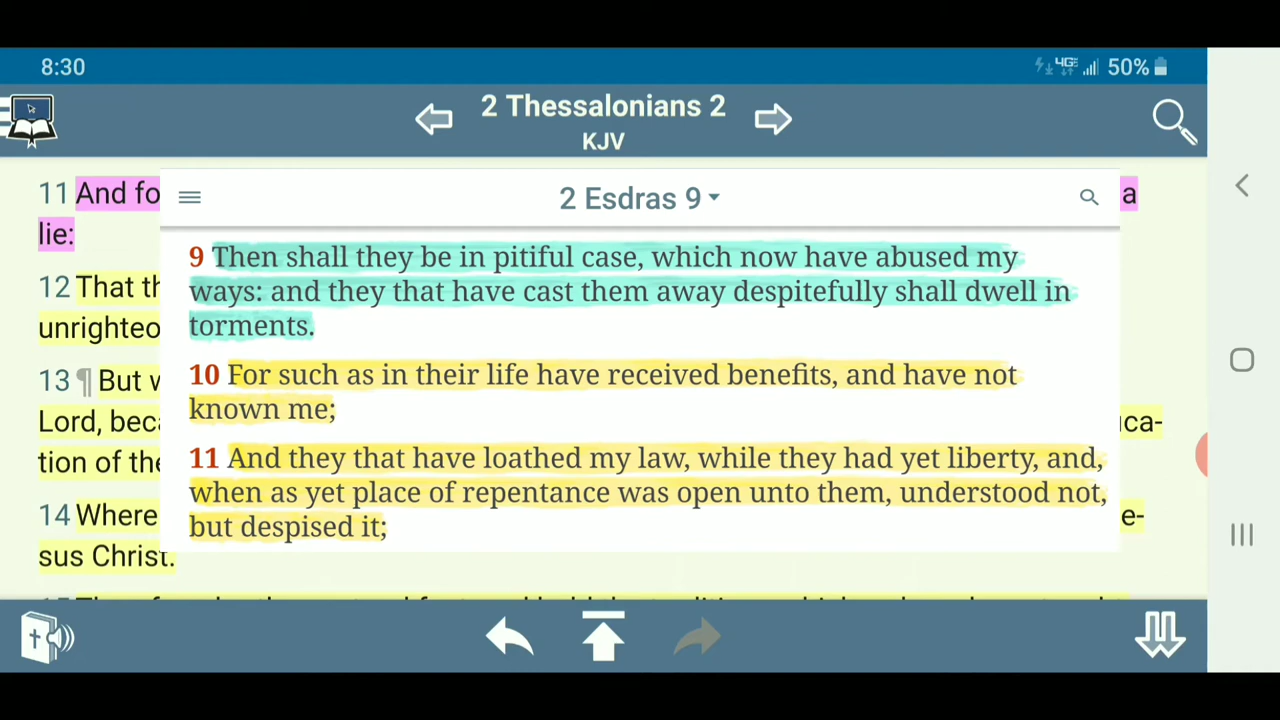 8:30
4GE 50%
2 Thessalonians 2
KJV
11 And fo
a
lie:
12 That th
unrighteo
13 ¶ But w
Lord, bec
ica-
tion of the
14 Where
e-
sus Christ.
2 Esdras 9
9 Then shall they be in pitiful case, which now have abused my
ways: and they that have cast them away despitefully shall dwell in
torments.
10 For such as in their life have received benefits, and have not
known me;
11 And they that have loathed my law, while they had yet liberty, and,
when as yet place of repentance was open unto them, understood not,
but despised it;